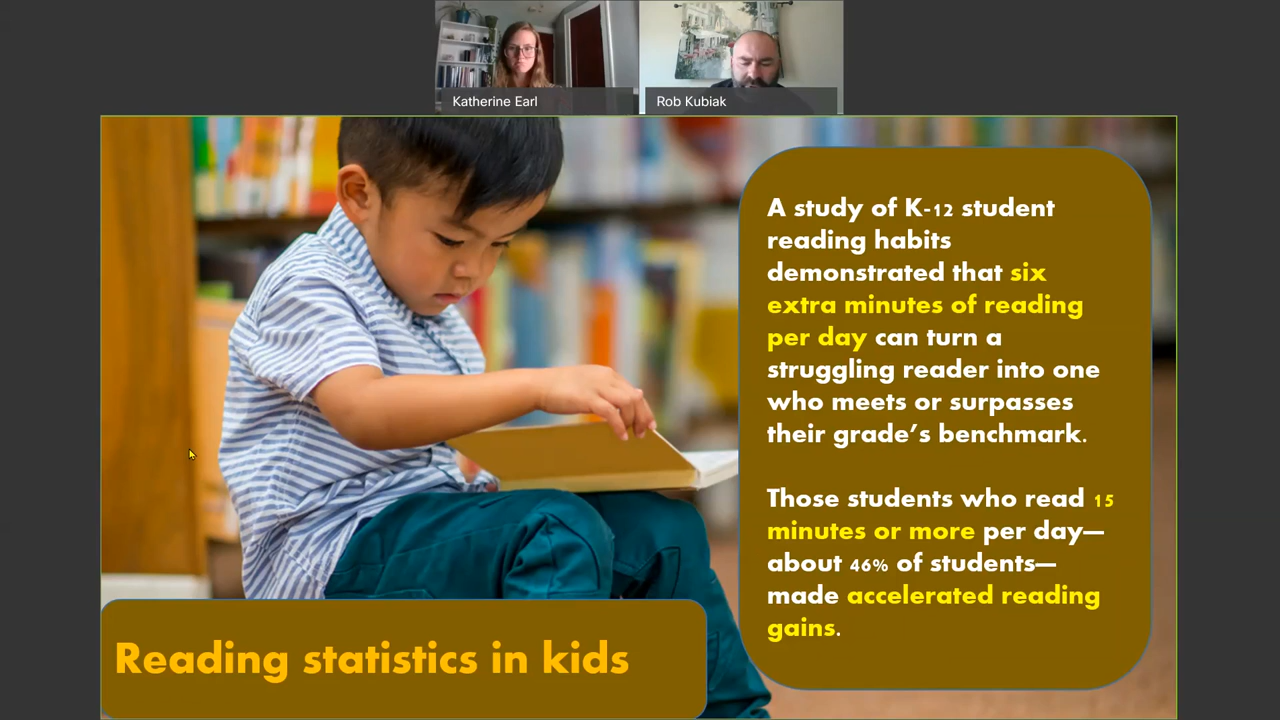 Katherine Earl
Rob Kubiak
A study of K-12 student
reading habits
demonstrated that six
extra minutes of reading
per day can turn a
struggling reader into one
who meets or surpasses
their grade’s benchmark.
Those students who read 15
minutes or more per day—
about 46% of students—
made accelerated reading
gains.
Reading statistics in kids